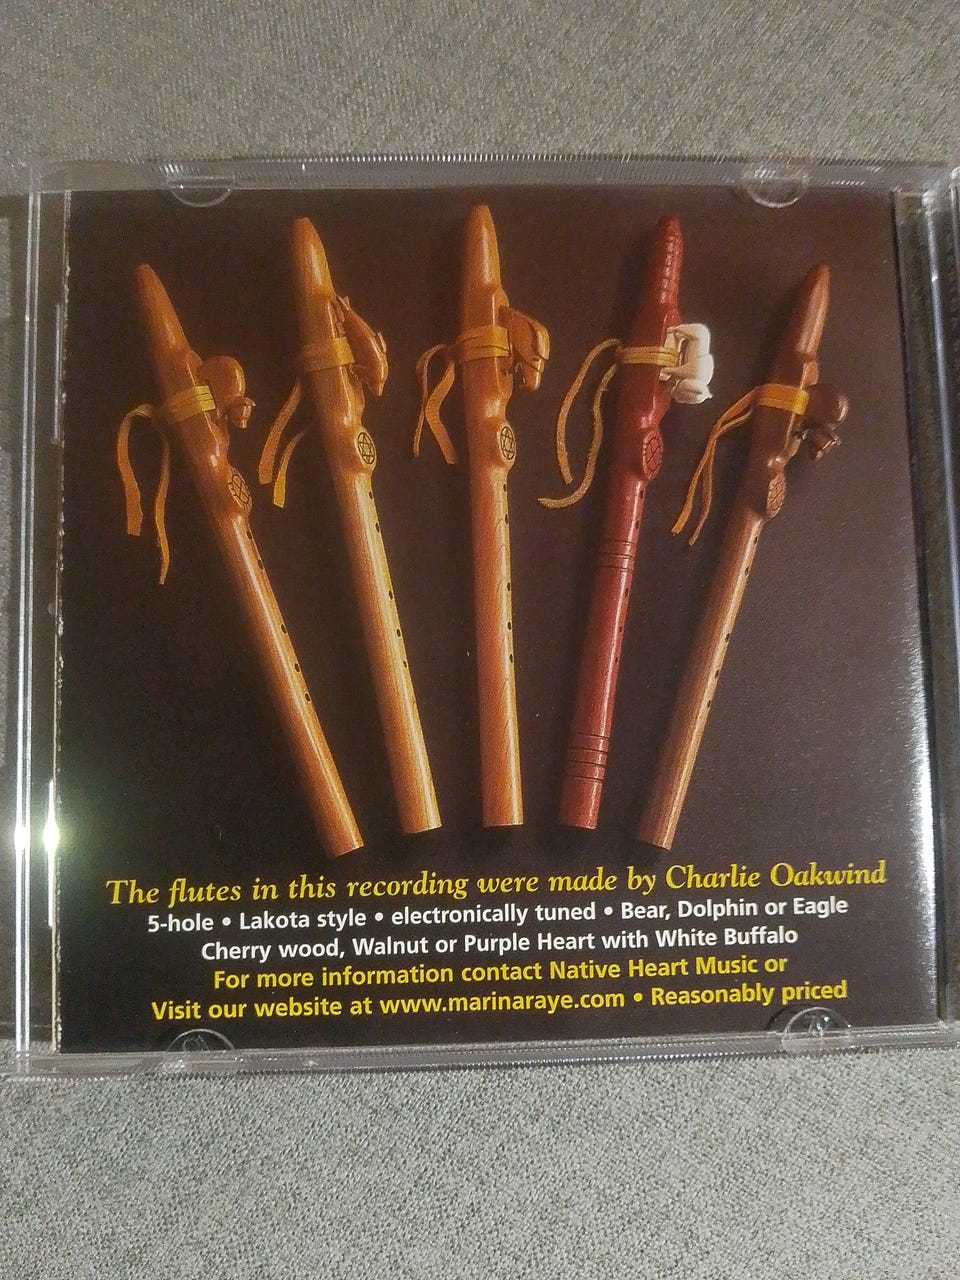 The flutes in this recording were made by Charlie Oakwind
5-hole • Lakota style • electronically tuned • Bear, Dolphin or Eagle
Cherry wood, Walnut or Purple Heart with White Buffalo
For more information contact Native Heart Music or
Visit our website at www.marinaraye.com • Reasonably priced